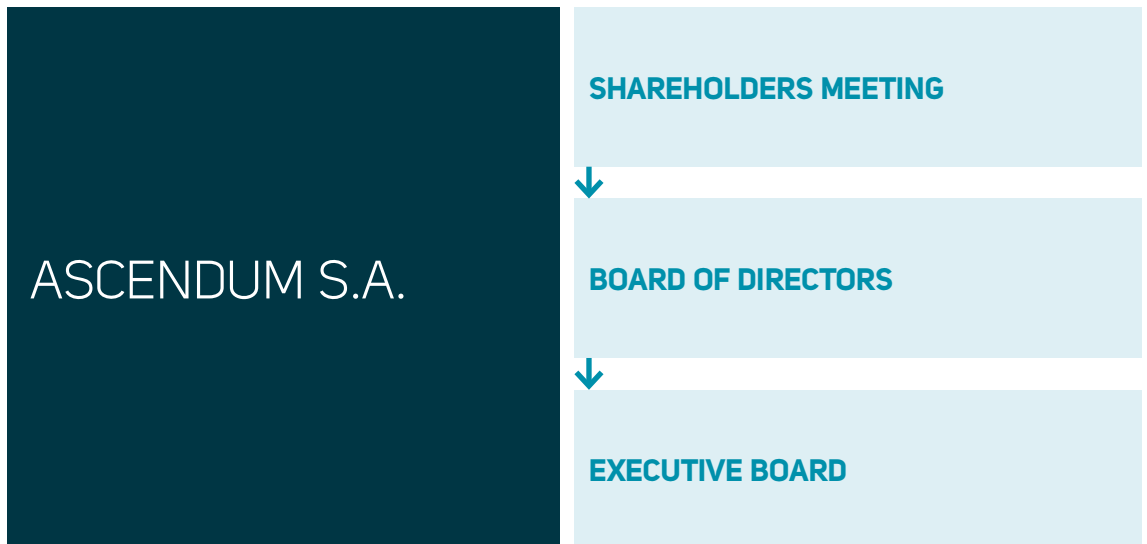 ASCENDUM S.A.
SHAREHOLDERS MEETING
BOARD OF DIRECTORS
EXECUTIVE BOARD